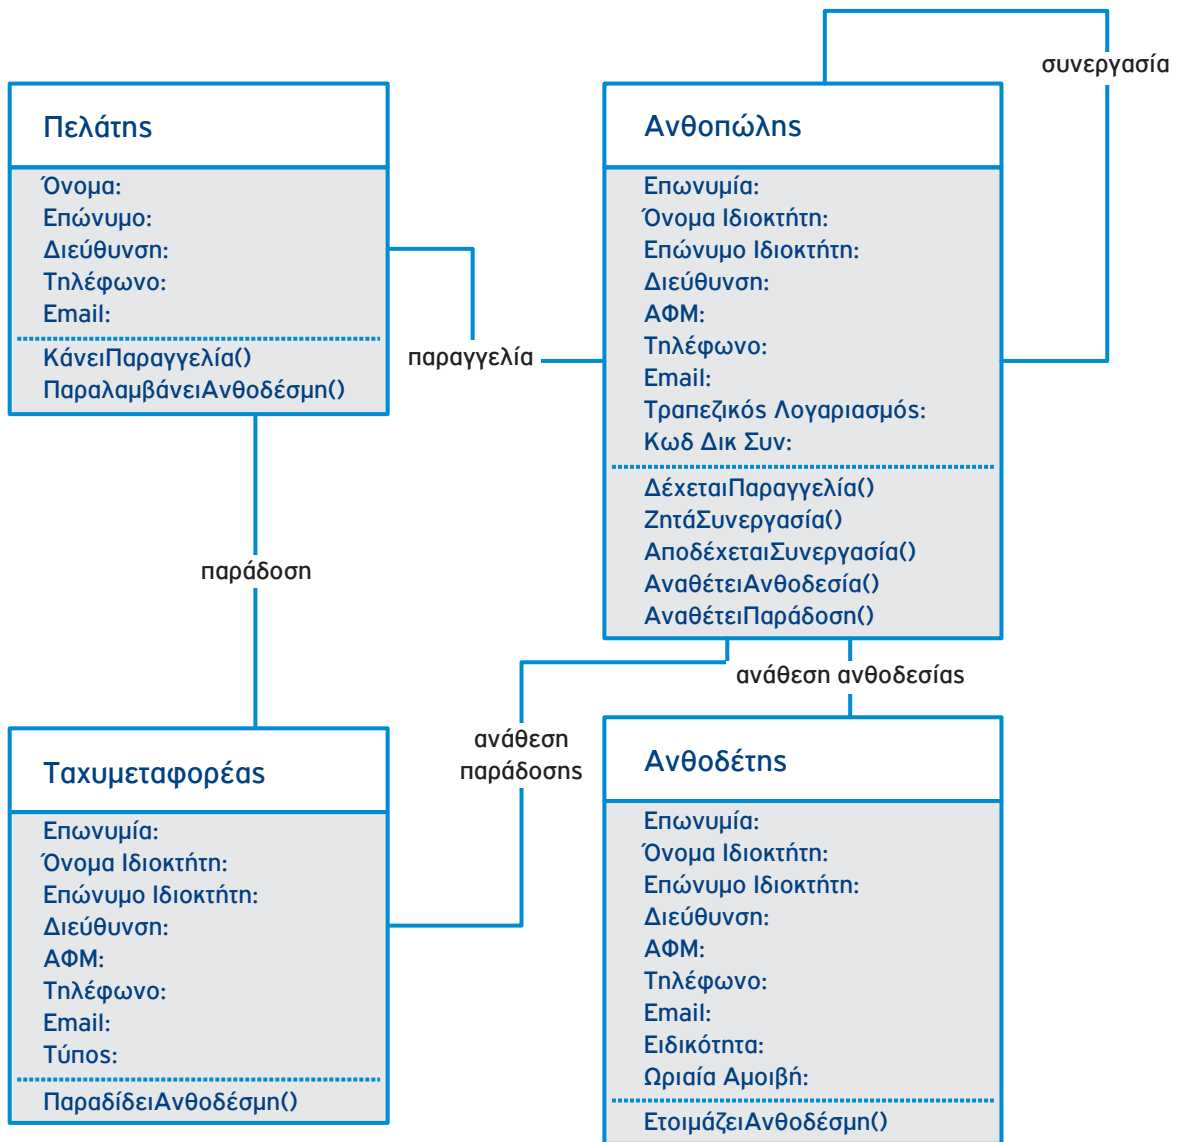 συνεργασία
Πελάτης
Όνομα:
Επώνυμο:
Διεύθυνση:
Τηλέφωνο:
Email:
ΚάνειΠαραγγελία()
ΠαραλαμβάνειΑνθοδέσμη()
παραγγελία
Ανθοπώλης
Επωνυμία:
Όνομα Ιδιοκτήτη:
Επώνυμο Ιδιοκτήτη:
Διεύθυνση:
ΑΦΜ:
Τηλέφωνο:
Email:
Τραπεζικός Λογαριασμός:
Κωδ Δικ Συν:
ΔέχεταιΠαραγγελία()
ΖητάΣυνεργασία()
ΑποδέχεταιΣυνεργασία()
ΑναθέτειΑνθοδεσία()
ΑναθέτειΠαράδοση()
παράδοση
ανάθεση ανθοδεσίας
ανάθεση
παράδοσης
Ταχυμεταφορέας
Επωνυμία:
Όνομα Ιδιοκτήτη:
Επώνυμο Ιδιοκτήτη:
Διεύθυνση:
ΑΦΜ:
Τηλέφωνο:
Email:
Τύπος:
ΠαραδίδειΑνθοδέσμη()
Ανθοδέτης
Επωνυμία:
Όνομα Ιδιοκτήτη:
Επώνυμο Ιδιοκτήτη:
Διεύθυνση:
ΑΦΜ:
Τηλέφωνο:
Email:
Ειδικότητα:
Ωριαία Αμοιβή:
ΕτοιμάζειΑνθοδέσμη()